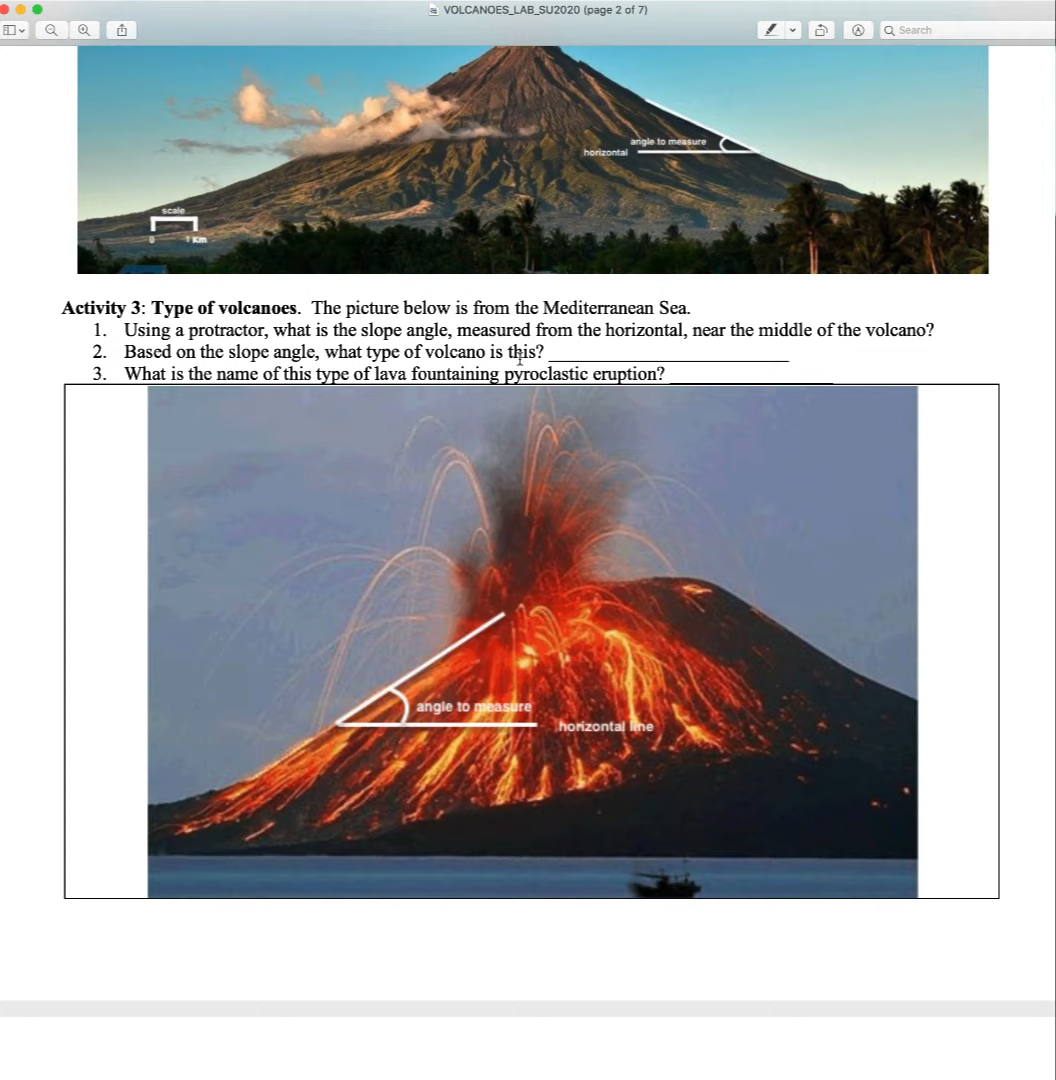 VOLCANOES_LAB_SU2020 (page 2 of 7)
Search
angle to measure
horizontal
scale
0 1 Km
Activity 3: Type of volcanoes. The picture below is from the Mediterranean Sea.
1. Using a protractor, what is the slope angle, measured from the horizontal, near the middle of the volcano?
2. Based on the slope angle, what type of volcano is this? ___________________________
3. What is the name of this type of lava fountaining pyroclastic eruption? __________________
angle to measure
horizontal line